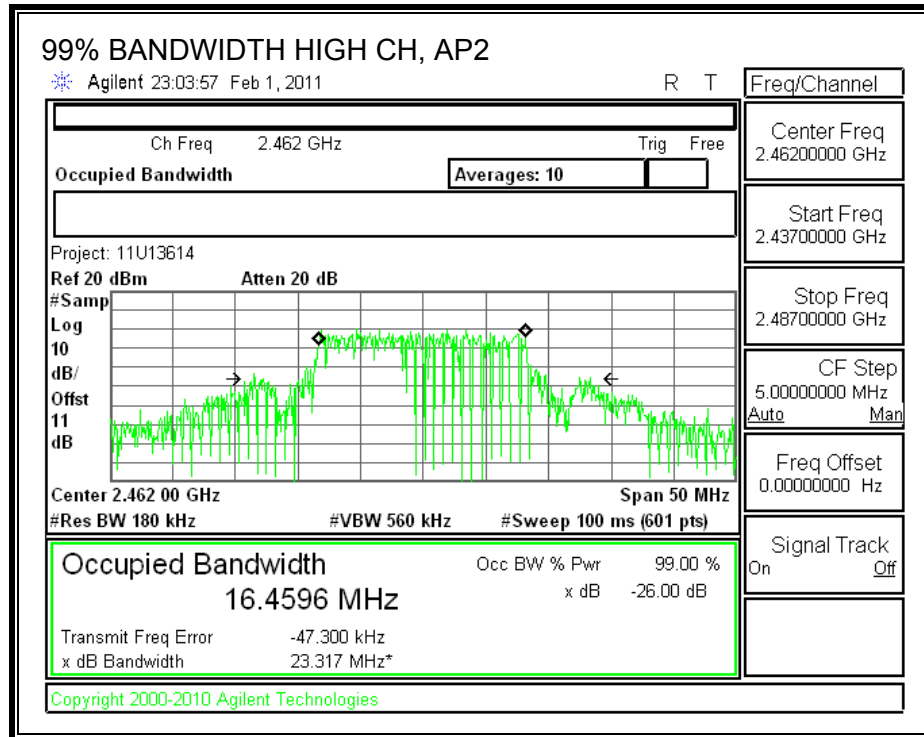 99% BANDWIDTH HIGH CH, AP2
Agilent 23:03:57 Feb 1, 2011 R T
Freq/Channel
Ch Freq 2.462 GHz Trig Free
Occupied Bandwidth Averages: 10
Center Freq
2.46200000 GHz
Start Freq
2.43700000 GHz
Stop Freq
2.48700000 GHz
CF Step
5.00000000 MHz
Auto Man
Freq Offset
0.00000000 Hz
Signal Track
On Off
Project: 11U13614
Ref 20 dBm Atten 20 dB
#Samp
Log
10
dB/
Offst
11
dB
Center 2.462 00 GHz Span 50 MHz
#Res BW 180 kHz #VBW 560 kHz #Sweep 100 ms (601 pts)
Occupied Bandwidth Occ BW % Pwr 99.00 %
16.4596 MHz x dB -26.00 dB
Transmit Freq Error -47.300 kHz
x dB Bandwidth 23.317 MHz*
Copyright 2000-2010 Agilent Technologies